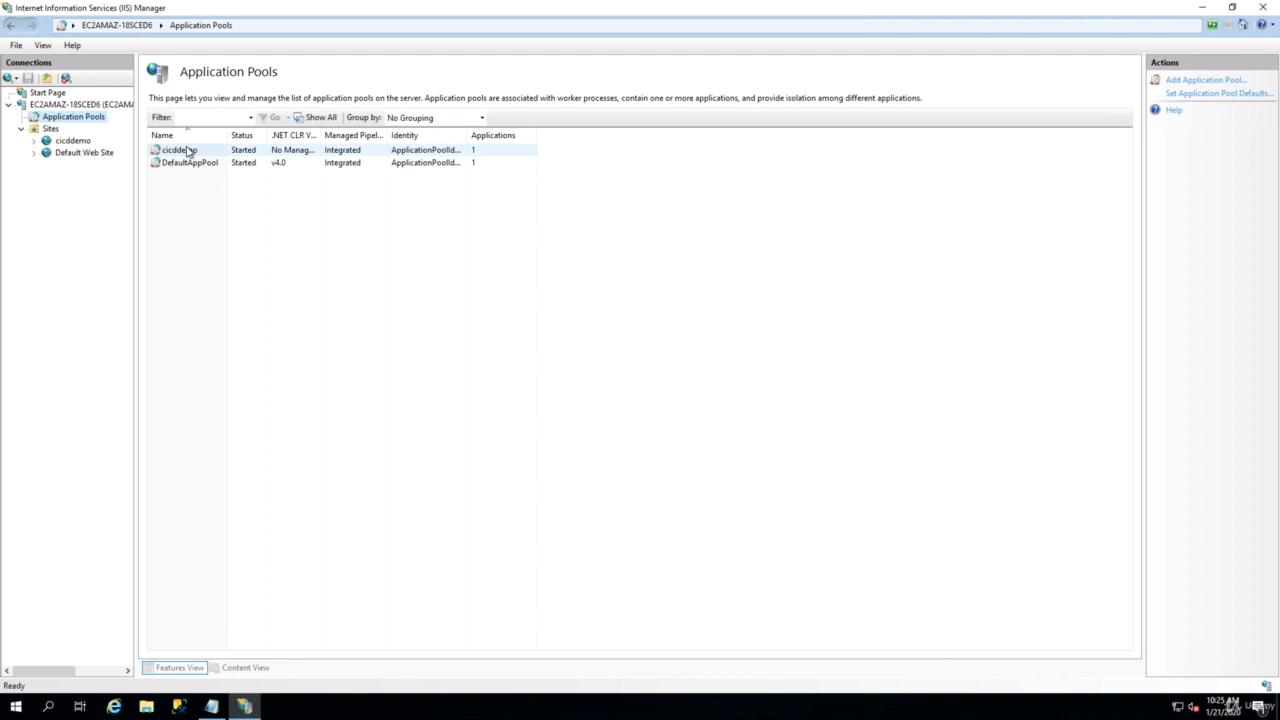 Internet Information Services (IIS) Manager
EC2AMAZ-18SCED6 Application Pools
File View Help
Connections
Start Page
EC2AMAZ-18SCED6 (EC2AMA
Application Pools
Sites
cicddemo
Default Web Site
Application Pools
This page lets you view and manage the list of application pools on the server. Application pools are associated with worker processes, contain one or more applications, and provide isolation among different applications.
Filter: Go Show All Group by: No Grouping
Name Status .NET CLR V... Managed Pipel... Identity Applications
cicddemo Started No Manag... Integrated ApplicationPoolId... 1
DefaultAppPool Started v4.0 Integrated ApplicationPoolId... 1
Features View Content View
Actions
Add Application Pool...
Set Application Pool Defaults...
Help
Ready
10:25 AM
1/21/2020
Udemy